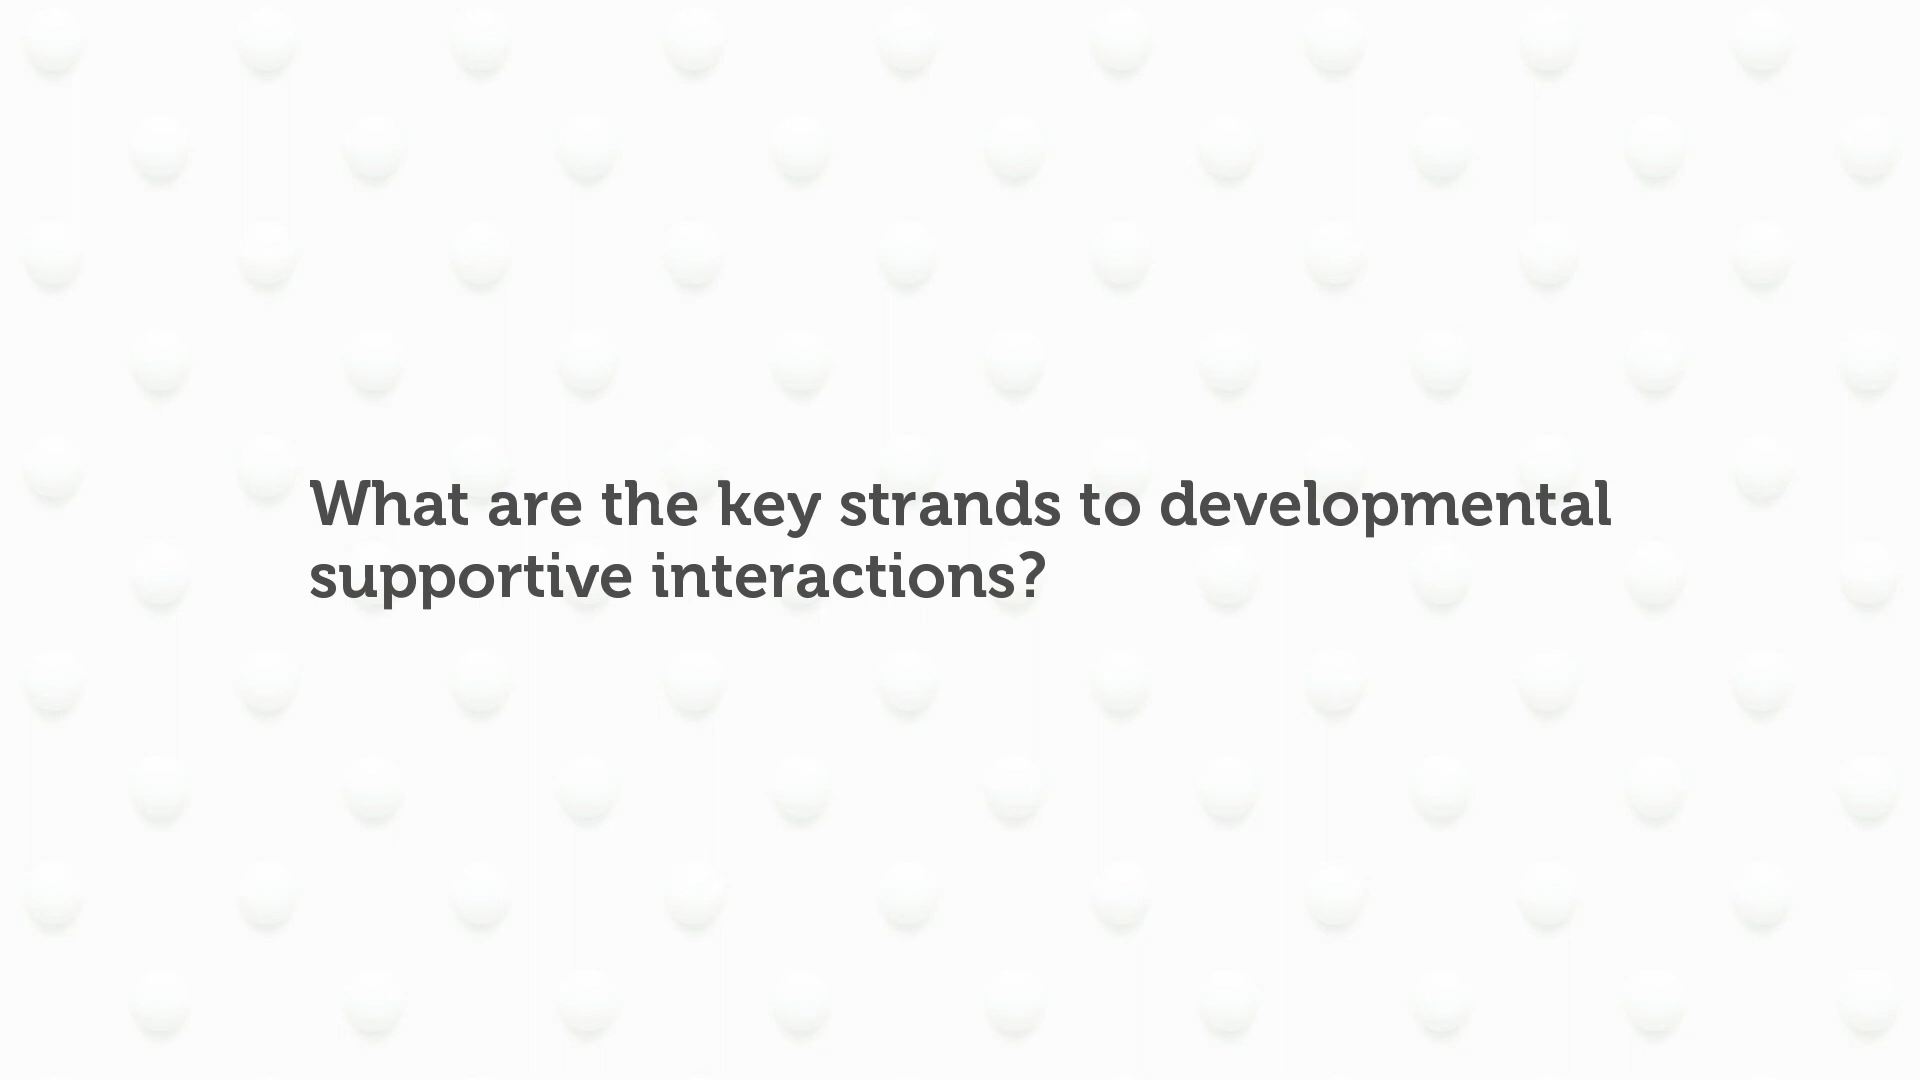 What are the key strands to developmental
supportive interactions?